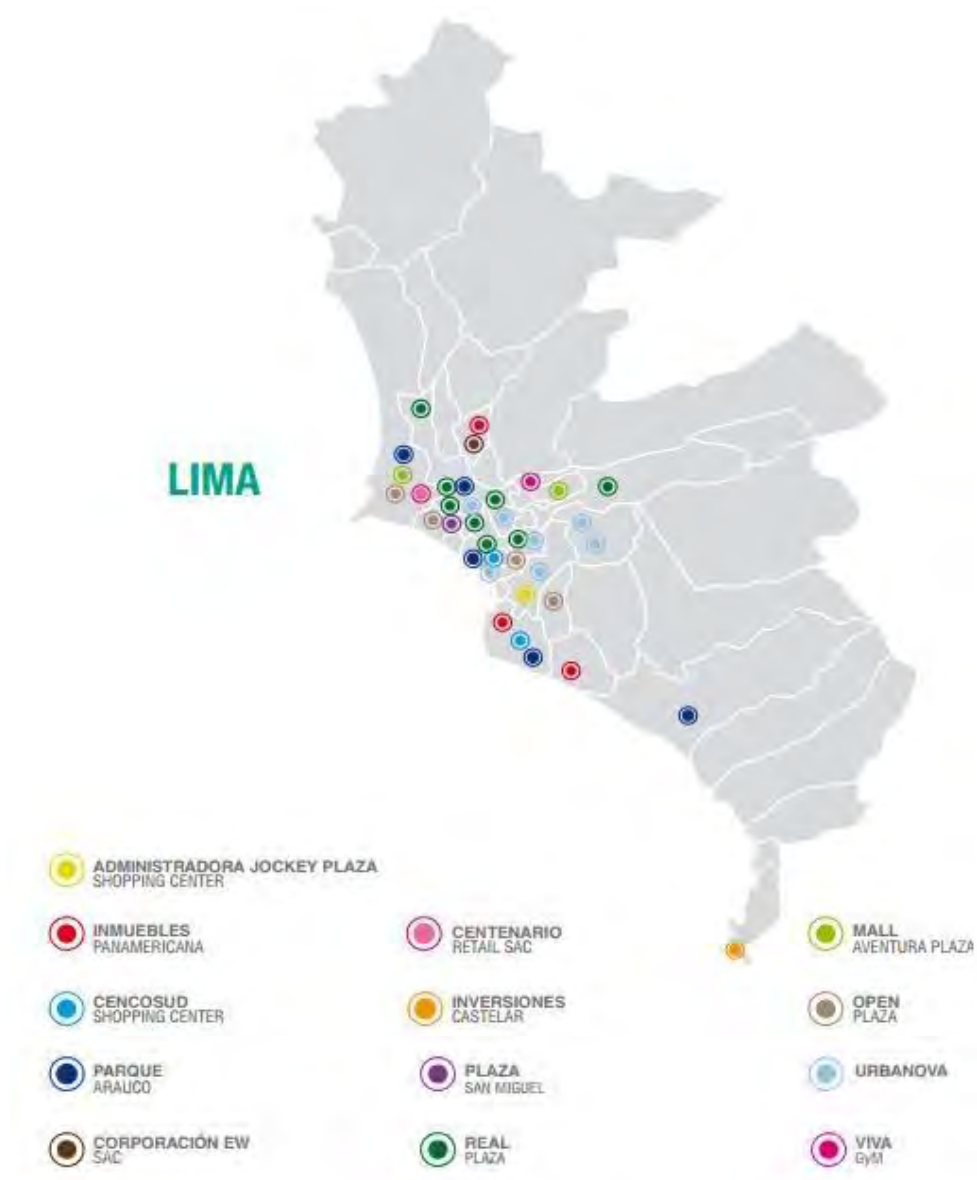 LIMA
ADMINISTRADORA JOCKEY PLAZA
SHOPPING CENTER
INMUEBLES
PANAMERICANA
CENTENARIO
RETAIL SAC
MALL
AVENTURA PLAZA
CENCOSUD
SHOPPING CENTER
INVERSIONES
CASTELAR
OPEN
PLAZA
PARQUE
ARAUCO
PLAZA
SAN MIGUEL
URBANOVA
CORPORACIÓN EW
SAC
REAL
PLAZA
VIVA
GyM